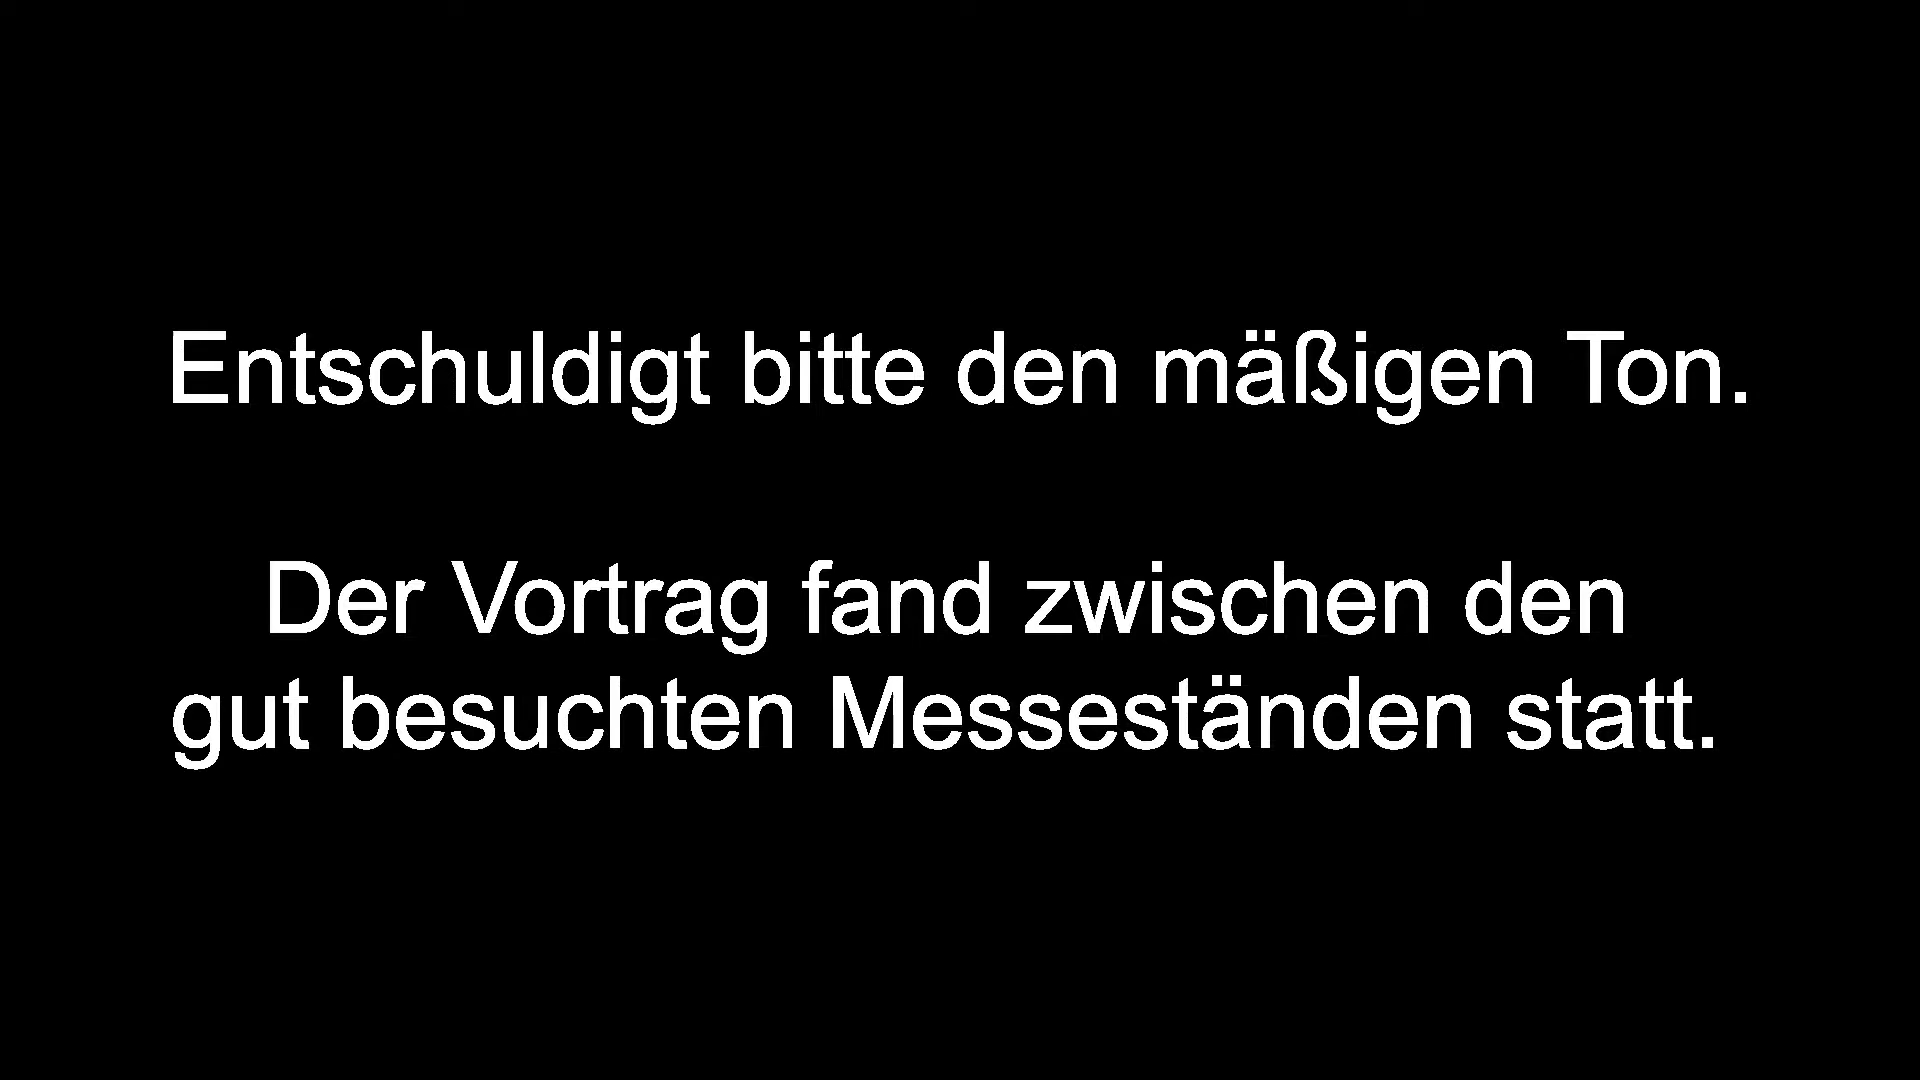 Entschuldigt bitte den mäßigen Ton.
Der Vortrag fand zwischen den
gut besuchten Messeständen statt.